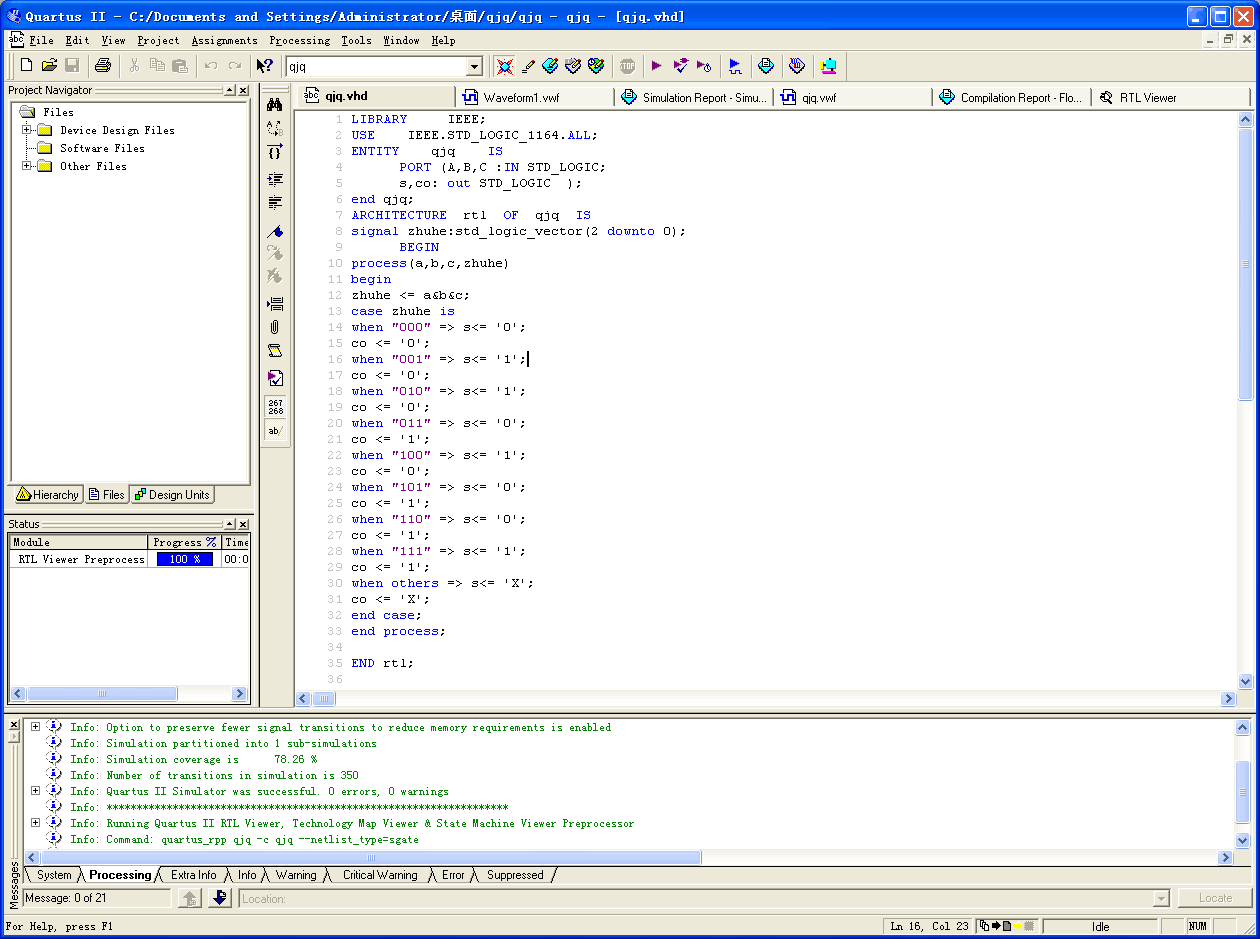 Quartus II - C:/Documents and Settings/Administrator/桌面/qjq/qjq - qjq - [qjq.vhd]
abc File Edit View Project Assignments Processing Tools Window Help
qjq STOP
Project Navigator
Files
Device Design Files
Software Files
Other Files
Hierarchy Files Design Units
Status
Module Progress % Time
RTL Viewer Preprocess 100 % 00:0
267
268
ab/
abc qjq.vhd Waveform1.vwf Simulation Report - Simu... qjq.vwf Compilation Report - Flo... RTL Viewer
1 LIBRARY IEEE;
2 USE IEEE.STD_LOGIC_1164.ALL;
3 ENTITY qjq IS
4 PORT (A,B,C :IN STD_LOGIC;
5 s,co: out STD_LOGIC );
6 end qjq;
7 ARCHITECTURE rtl OF qjq IS
8 signal zhuhe:std_logic_vector(2 downto 0);
9 BEGIN
10 process(a,b,c,zhuhe)
11 begin
12 zhuhe <= a&b&c;
13 case zhuhe is
14 when "000" => s<= '0';
15 co <= '0';
16 when "001" => s<= '1';
17 co <= '0';
18 when "010" => s<= '1';
19 co <= '0';
20 when "011" => s<= '0';
21 co <= '1';
22 when "100" => s<= '1';
23 co <= '0';
24 when "101" => s<= '0';
25 co <= '1';
26 when "110" => s<= '0';
27 co <= '1';
28 when "111" => s<= '1';
29 co <= '1';
30 when others => s<= 'X';
31 co <= 'X';
32 end case;
33 end process;
34
35 END rtl;
36
Info: Option to preserve fewer signal transitions to reduce memory requirements is enabled
Info: Simulation partitioned into 1 sub-simulations
Info: Simulation coverage is 78.26 %
Info: Number of transitions in simulation is 350
Info: Quartus II Simulator was successful. 0 errors, 0 warnings
Info: *******************************************************************
Info: Running Quartus II RTL Viewer, Technology Map Viewer & State Machine Viewer Preprocessor
Info: Command: quartus_rpp qjq -c qjq --netlist_type=sgate
System Processing Extra Info Info Warning Critical Warning Error Suppressed
Messages
Message: 0 of 21 Location: Locate
For Help, press F1 Ln 16, Col 23 Idle NUM